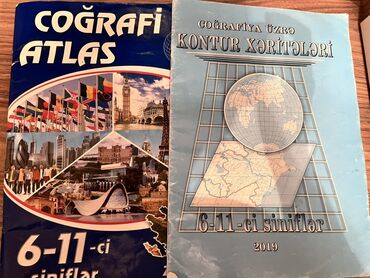 COĞRAFİ
ATLAS
6-11-ci
siniflər
COĞRAFİYA ÜZRƏ
KONTUR XƏRİTƏLƏRİ
6-11-ci siniflər
2019